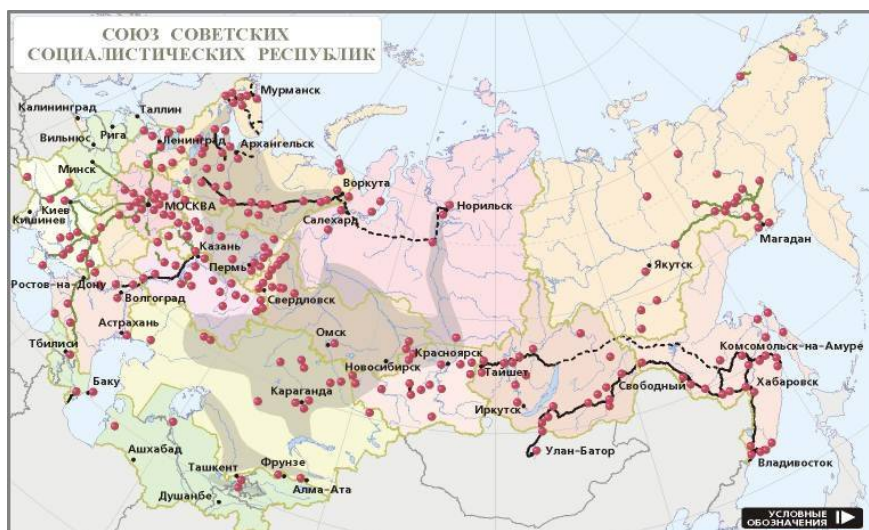 СОЮЗ СОВЕТСКИХ
СОЦИАЛИСТИЧЕСКИХ РЕСПУБЛИК
Мурманск
Калининград
Таллин
Рига
Ленинград
Вильнюс
Архангельск
Минск
Воркута
Киев
МОСКВА
Норильск
Кишинев
Салехард
Магадан
Казань
Пермь
Якутск
Ростов-на-Дону
Волгоград
Свердловск
Астрахань
Омск
Тбилиси
Новосибирск
Красноярск
Комсомольск-на-Амуре
Тайшет
Баку
Караганда
Свободный
Хабаровск
Иркутск
Ашхабад
Улан-Батор
Ташкент
Фрунзе
Владивосток
Алма-Ата
Душанбе
УСЛОВНЫЕ
ОБОЗНАЧЕНИЯ